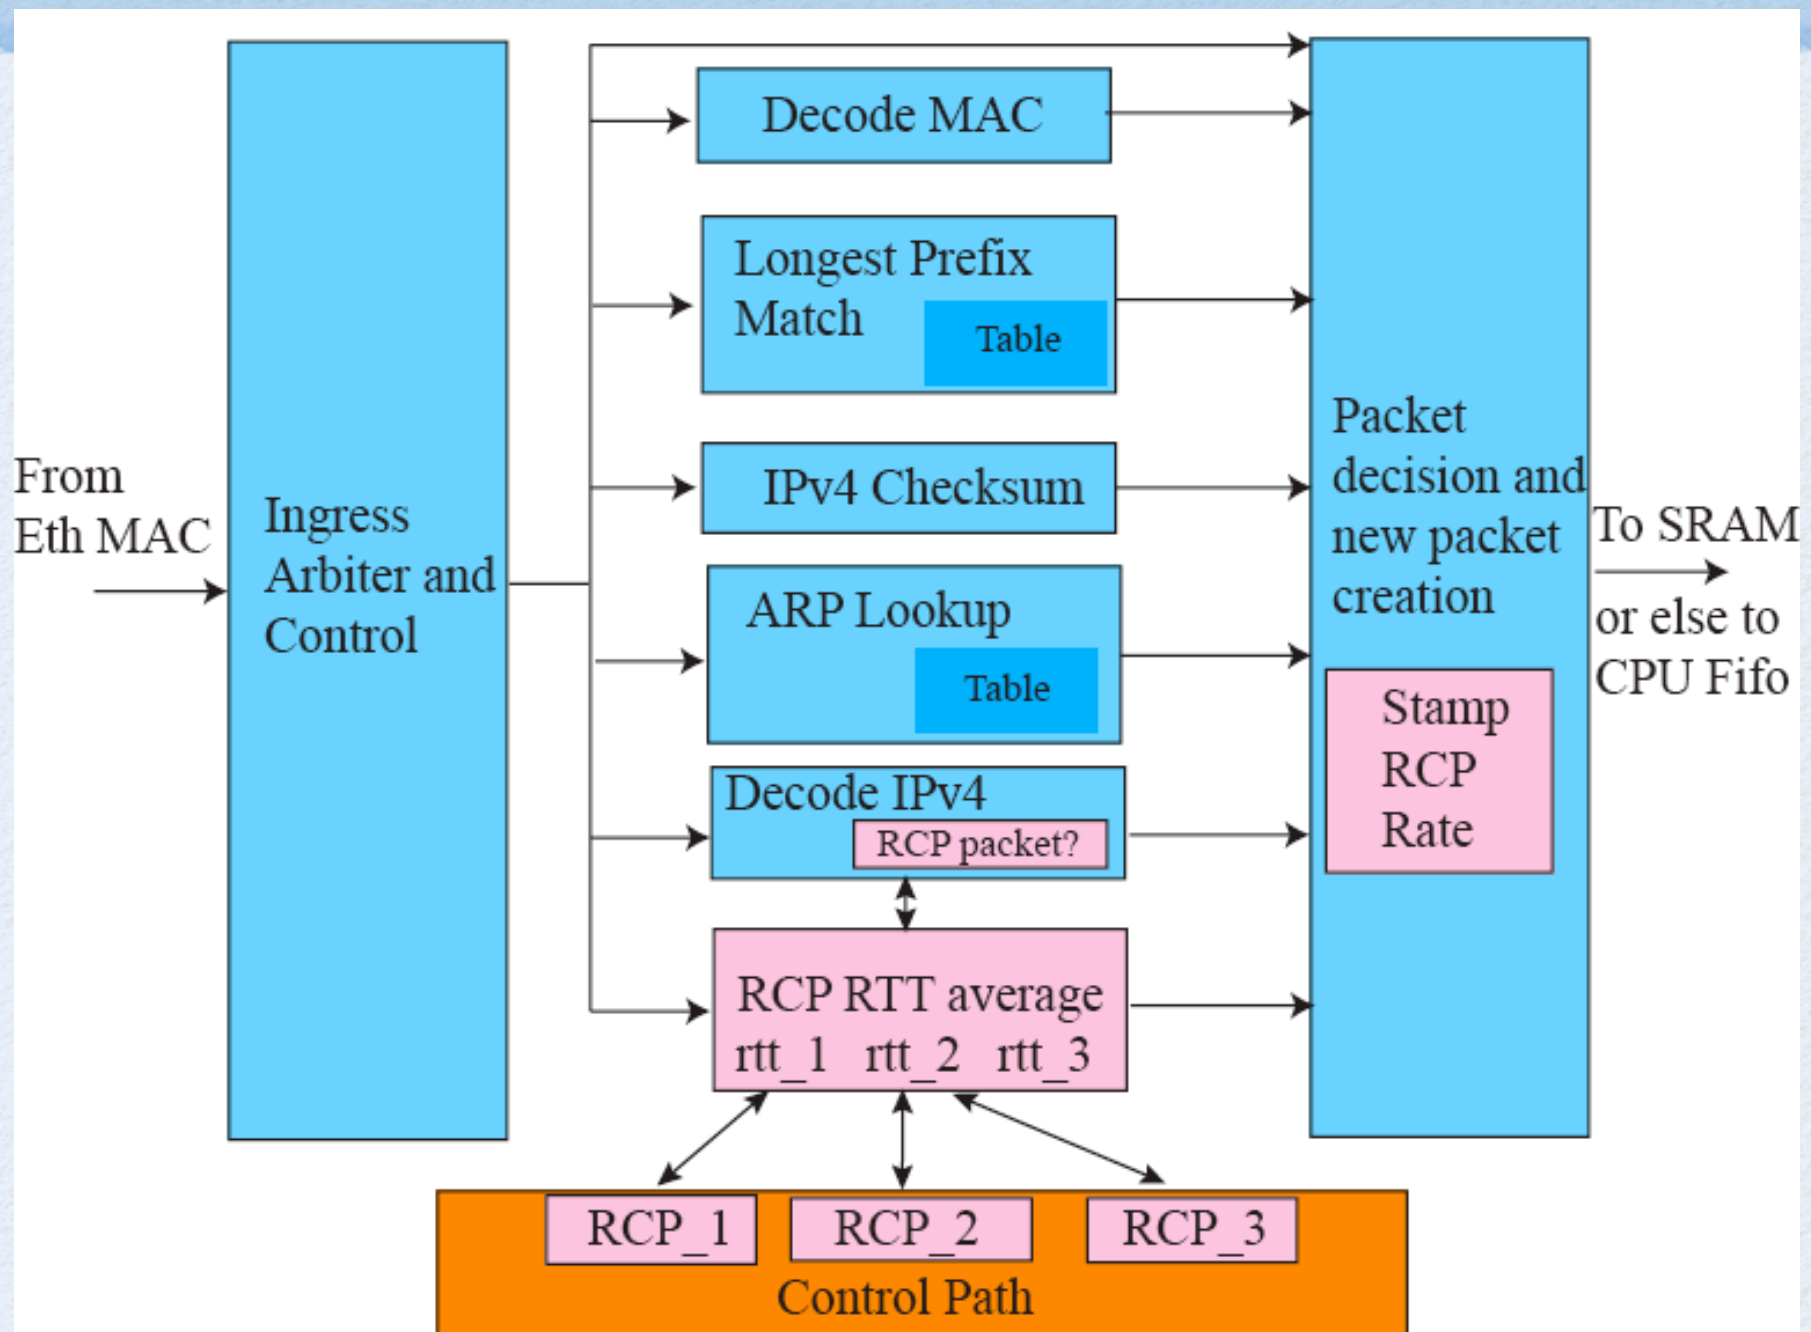 From
Eth MAC
Ingress
Arbiter and
Control
Decode MAC
Longest Prefix
Match
Table
IPv4 Checksum
ARP Lookup
Table
Decode IPv4
RCP packet?
RCP RTT average
rtt_1 rtt_2 rtt_3
Packet
decision and
new packet
creation
Stamp
RCP
Rate
To SRAM
or else to
CPU Fifo
RCP_1
RCP_2
RCP_3
Control Path